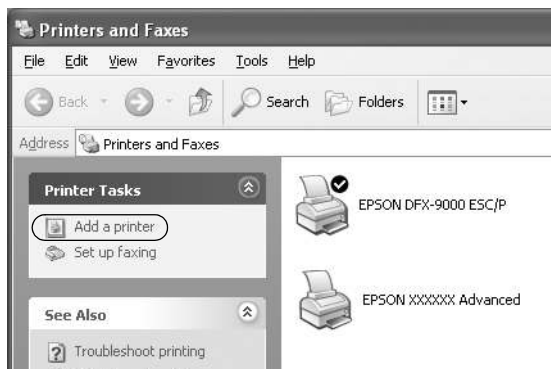 Printers and Faxes
File Edit View Favorites Tools Help
Back Search Folders
Address Printers and Faxes
Printer Tasks
Add a printer
Set up faxing
See Also
Troubleshoot printing
EPSON DFX-9000 ESC/P
EPSON XXXXXX Advanced